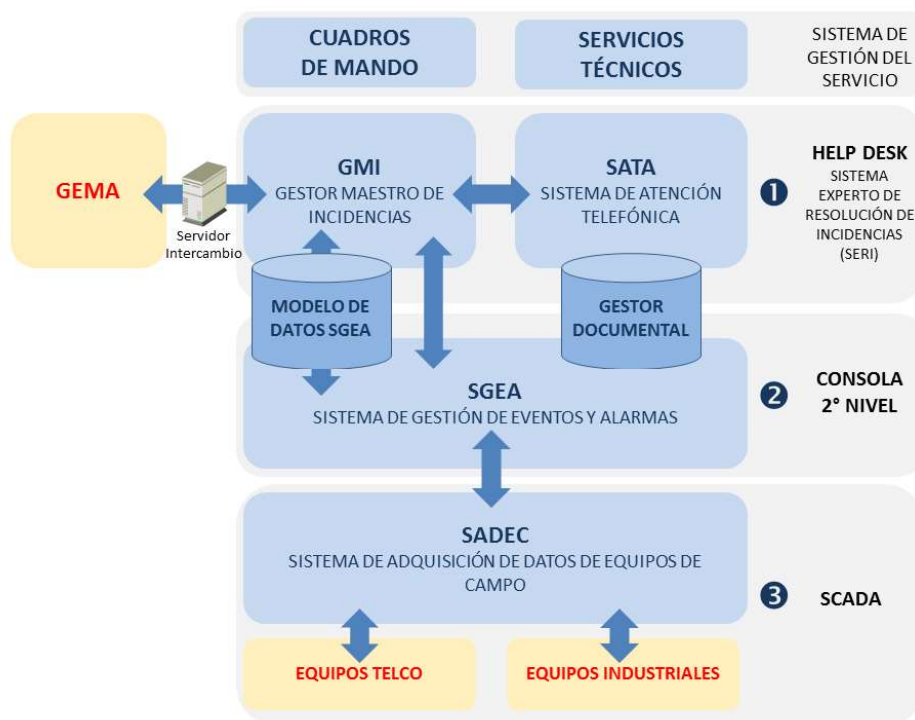 CUADROS
DE MANDO
SERVICIOS
TÉCNICOS
SISTEMA DE
GESTIÓN DEL
SERVICIO
GEMA
Servidor
Intercambio
GMI
GESTOR MAESTRO DE
INCIDENCIAS
SATA
SISTEMA DE ATENCIÓN
TELEFÓNICA
1
HELP DESK
SISTEMA
EXPERTO DE
RESOLUCIÓN DE
INCIDENCIAS
(SERI)
MODELO DE
DATOS SGEA
GESTOR
DOCUMENTAL
SGEA
SISTEMA DE GESTIÓN DE EVENTOS Y ALARMAS
2
CONSOLA
2° NIVEL
SADEC
SISTEMA DE ADQUISICIÓN DE DATOS DE EQUIPOS DE
CAMPO
3
SCADA
EQUIPOS TELCO
EQUIPOS INDUSTRIALES